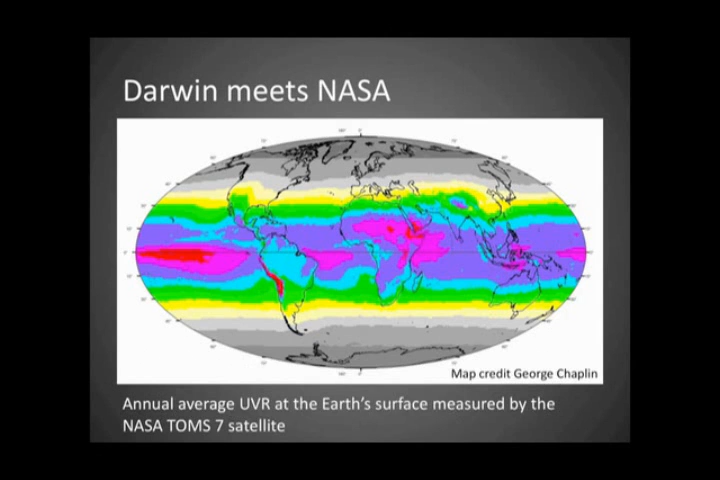 Darwin meets NASA
Map credit George Chaplin
Annual average UVR at the Earth's surface measured by the
NASA TOMS 7 satellite